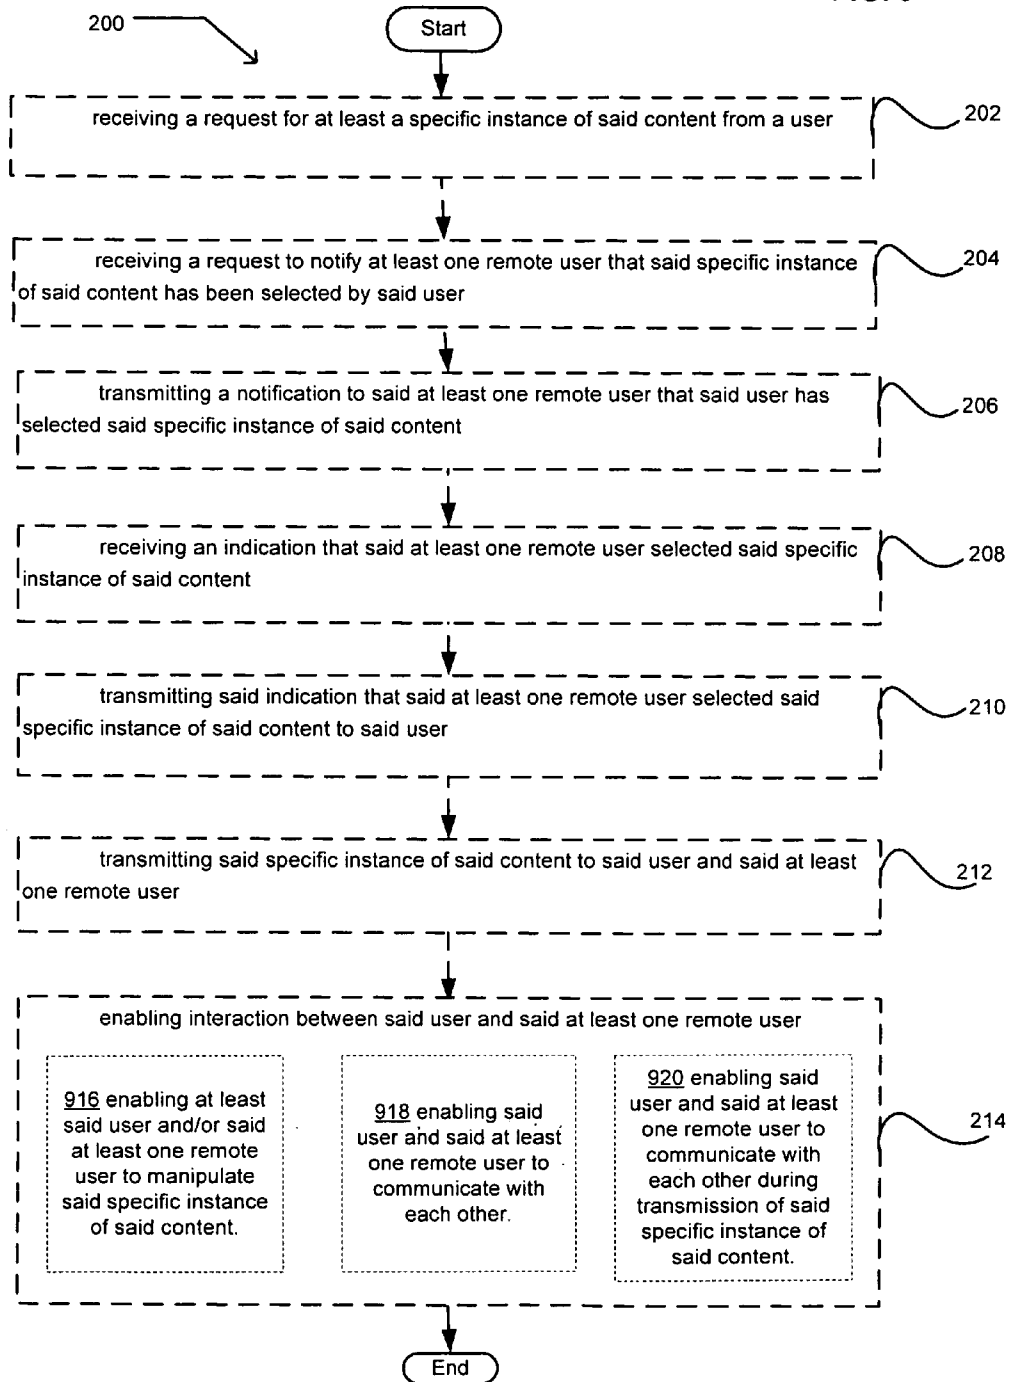 200
Start
receiving a request for at least a specific instance of said content from a user
202
receiving a request to notify at least one remote user that said specific instance
of said content has been selected by said user
204
transmitting a notification to said at least one remote user that said user has
selected said specific instance of said content
206
receiving an indication that said at least one remote user selected said specific
instance of said content
208
transmitting said indication that said at least one remote user selected said
specific instance of said content to said user
210
transmitting said specific instance of said content to said user and said at least
one remote user
212
enabling interaction between said user and said at least one remote user
916 enabling at least
said user and/or said
at least one remote
user to manipulate
said specific instance
of said content.
918 enabling said
user and said at least
one remote user to
communicate with
each other.
920 enabling said
user and said at least
one remote user to
communicate with
each other during
transmission of said
specific instance of
said content.
214
End